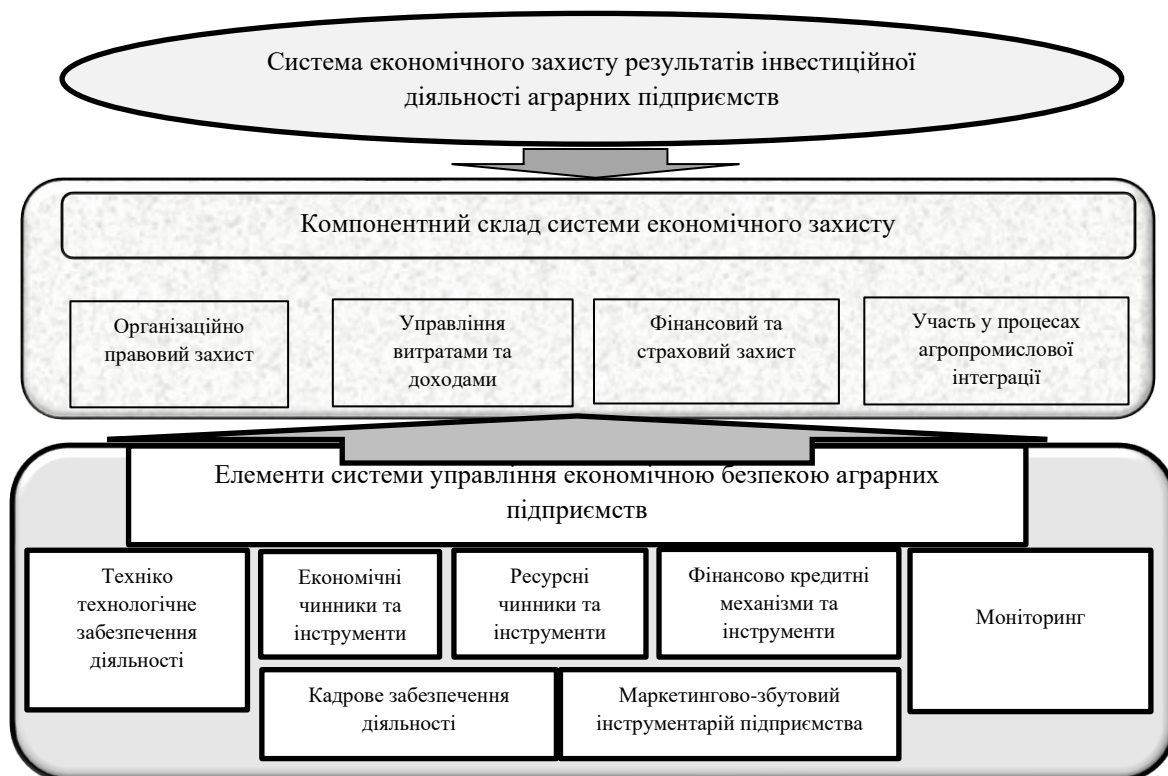 Система економічного захисту результатів інвестиційної
діяльності аграрних підприємств
Компонентний склад системи економічного захисту
Організаційно
правовий захист
Управління
витратами та
доходами
Фінансовий та
страховий захист
Участь у процесах
агропромислової
інтеграції
Елементи системи управління економічною безпекою аграрних
підприємств
Техніко
технологічне
забезпечення
діяльності
Економічні
чинники та
інструменти
Ресурсні
чинники та
інструменти
Фінансово кредитні
механізми та
інструменти
Моніторинг
Кадрове забезпечення
діяльності
Маркетингово-збутовий
інструментарій підприємства